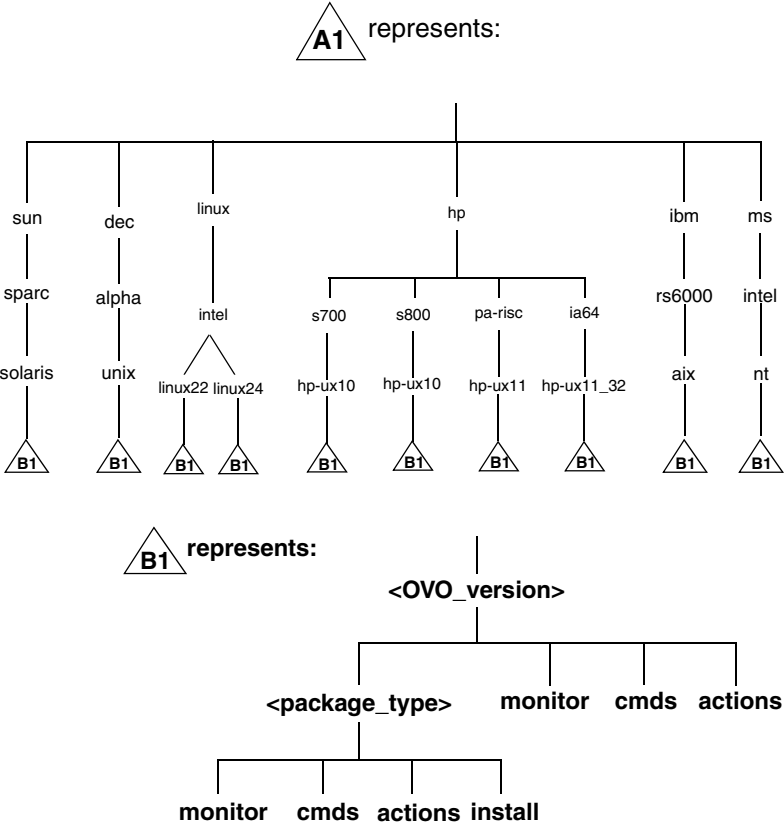 A1 represents:
sun dec linux hp ibm ms
sparc alpha intel s700 s800 pa-risc ia64 rs6000 intel
solaris unix linux22 linux24 hp-ux10 hp-ux10 hp-ux11 hp-ux11_32 aix nt
B1 B1 B1 B1 B1 B1 B1 B1 B1 B1
B1 represents:
<OVO_version>
<package_type> monitor cmds actions
monitor cmds actions install